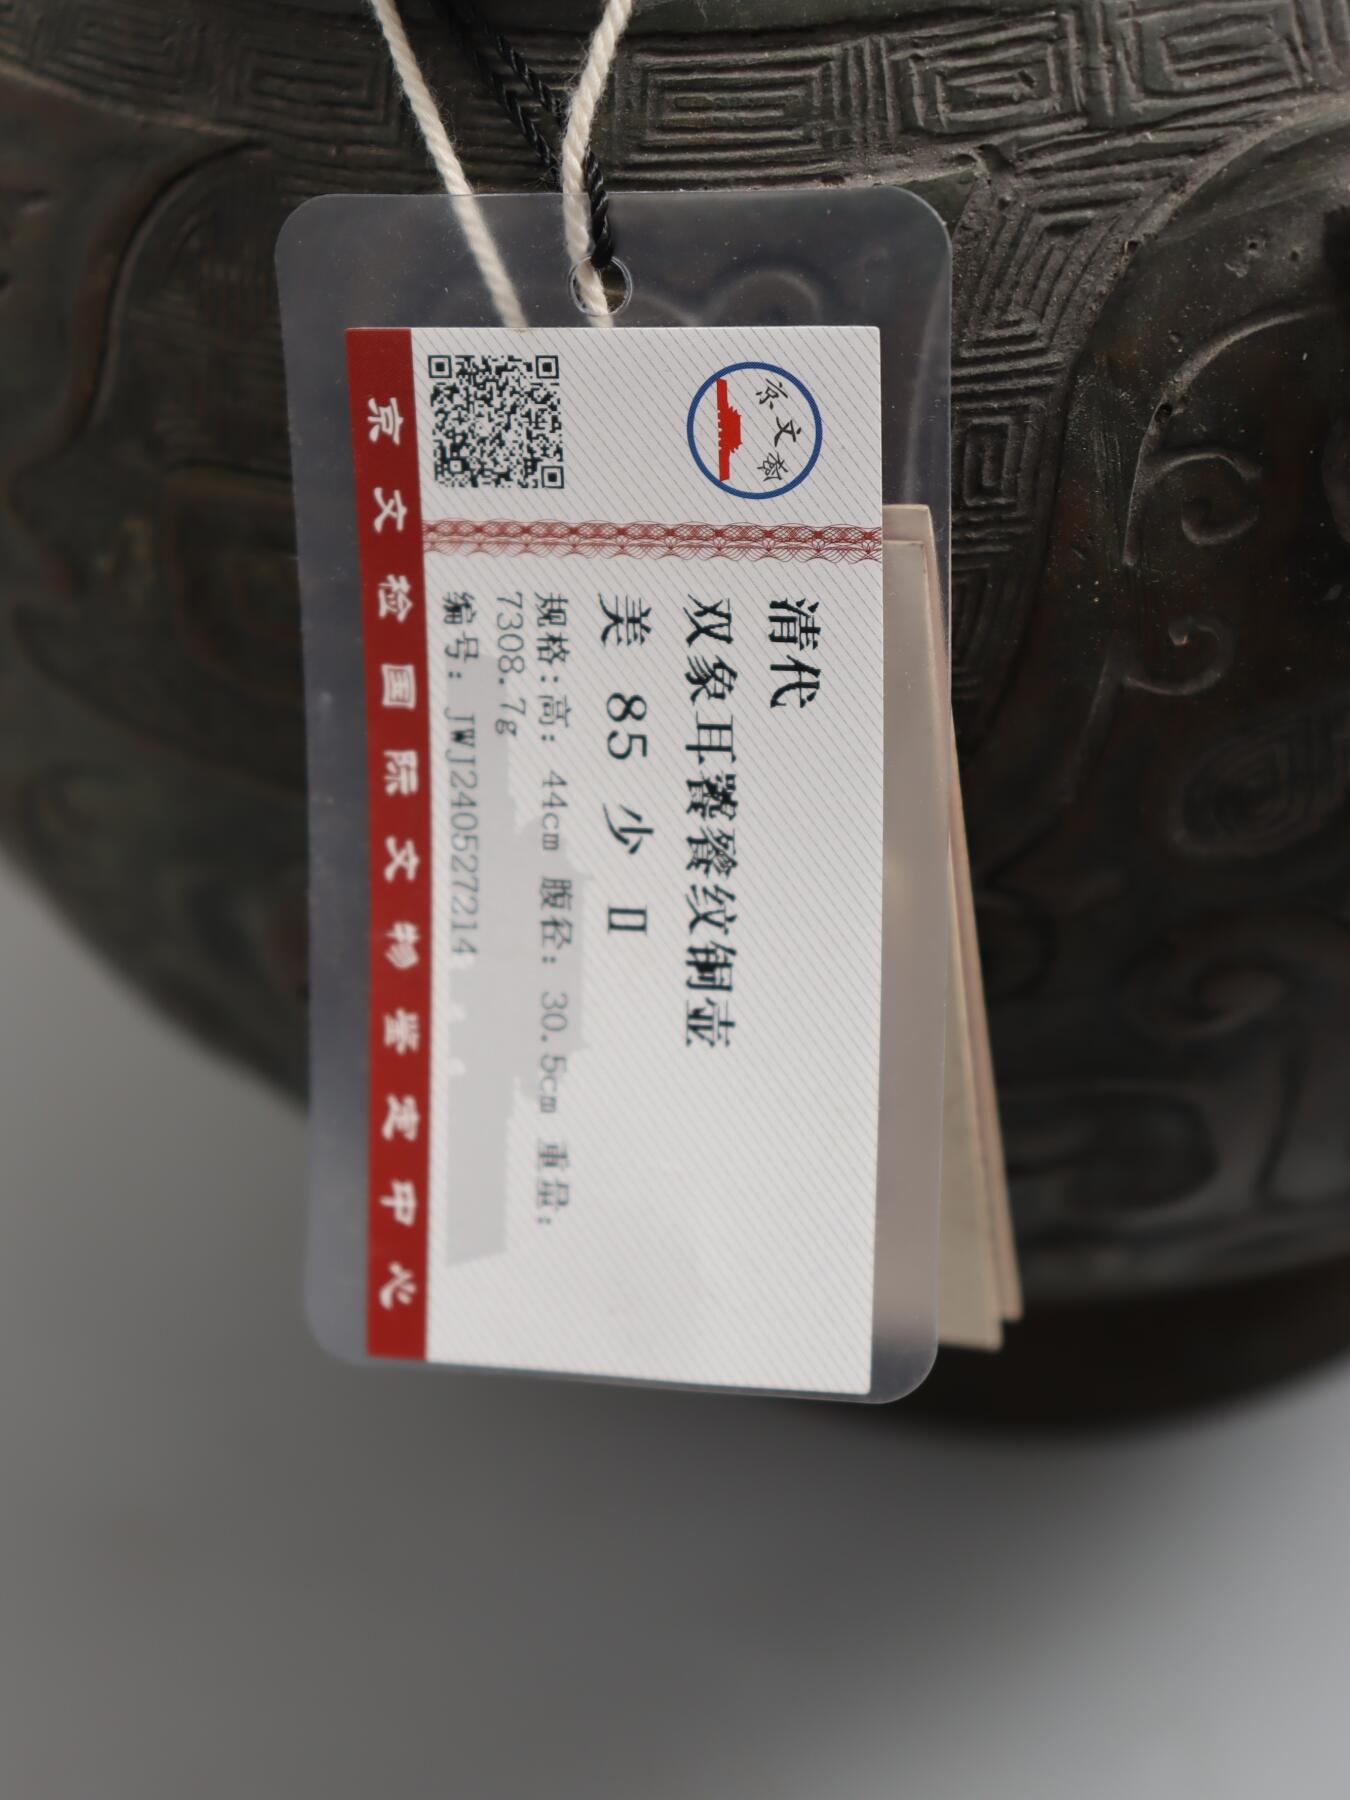 京文检
清代
双象耳饕餮纹铜壶
美 85 少 II
规格:高: 44cm 腹径: 30.5cm 重量:
7308.7g
编号: JWJ240527214
京文检国际文物鉴定中心